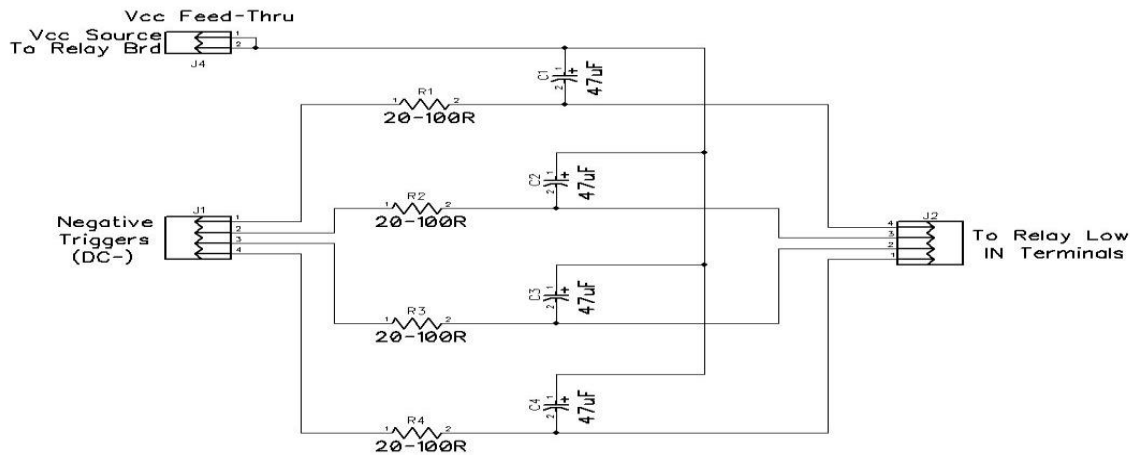 Vcc Feed-Thru
Vcc Source
To Relay Brd
1
2
J4
C1
1
2
+
47uF
1
R1
2
20-100R
C2
1
2
+
47uF
J1
1
2
3
4
Negative
Triggers
(DC-)
1
R2
2
20-100R
J2
4
3
2
1
To Relay Low
IN Terminals
C3
1
2
+
47uF
1
R3
2
20-100R
C4
1
2
+
47uF
1
R4
2
20-100R